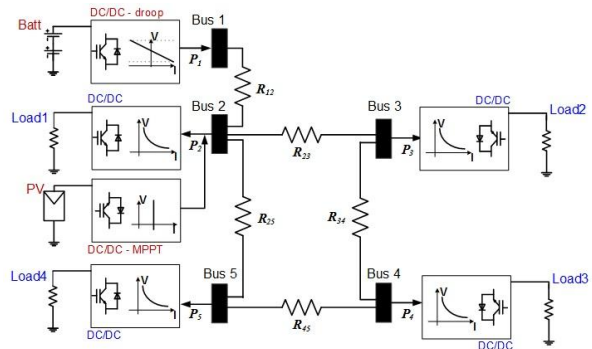 Batt
DC/DC - droop
V
I
P1
Bus 1
R12
Load1
DC/DC
V
I
Bus 2
P2
R23
Bus 3
P3
DC/DC
V
I
Load2
PV
V
I
DC/DC - MPPT
R25
R34
Load4
V
I
DC/DC
P5
Bus 5
R45
Bus 4
P4
V
I
DC/DC
Load3